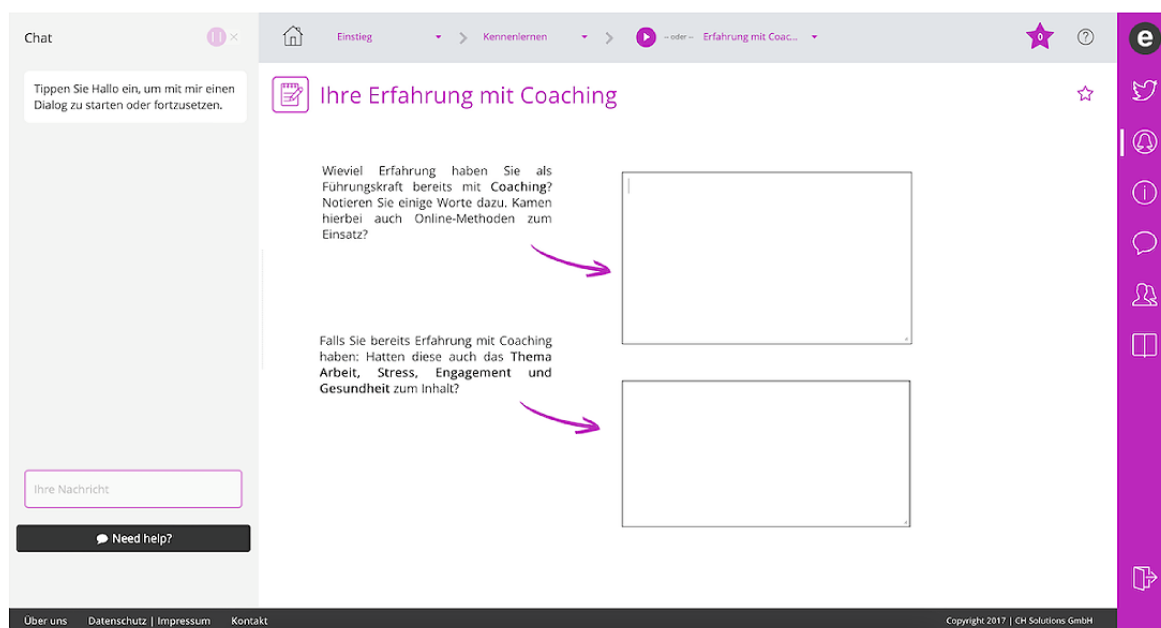 Chat
Einstieg
Kennenlernen
– oder – Erfahrung mit Coac...
0
?
e
Tippen Sie Hallo ein, um mit mir einen
Dialog zu starten oder fortzusetzen.
Ihre Erfahrung mit Coaching
Wieviel Erfahrung haben Sie als
Führungskraft bereits mit Coaching?
Notieren Sie einige Worte dazu. Kamen
hierbei auch Online-Methoden zum
Einsatz?
Falls Sie bereits Erfahrung mit Coaching
haben: Hatten diese auch das Thema
Arbeit, Stress, Engagement und
Gesundheit zum Inhalt?
Ihre Nachricht
Need help?
Über uns
Datenschutz | Impressum
Kontakt
Copyright 2017 | CH Solutions GmbH